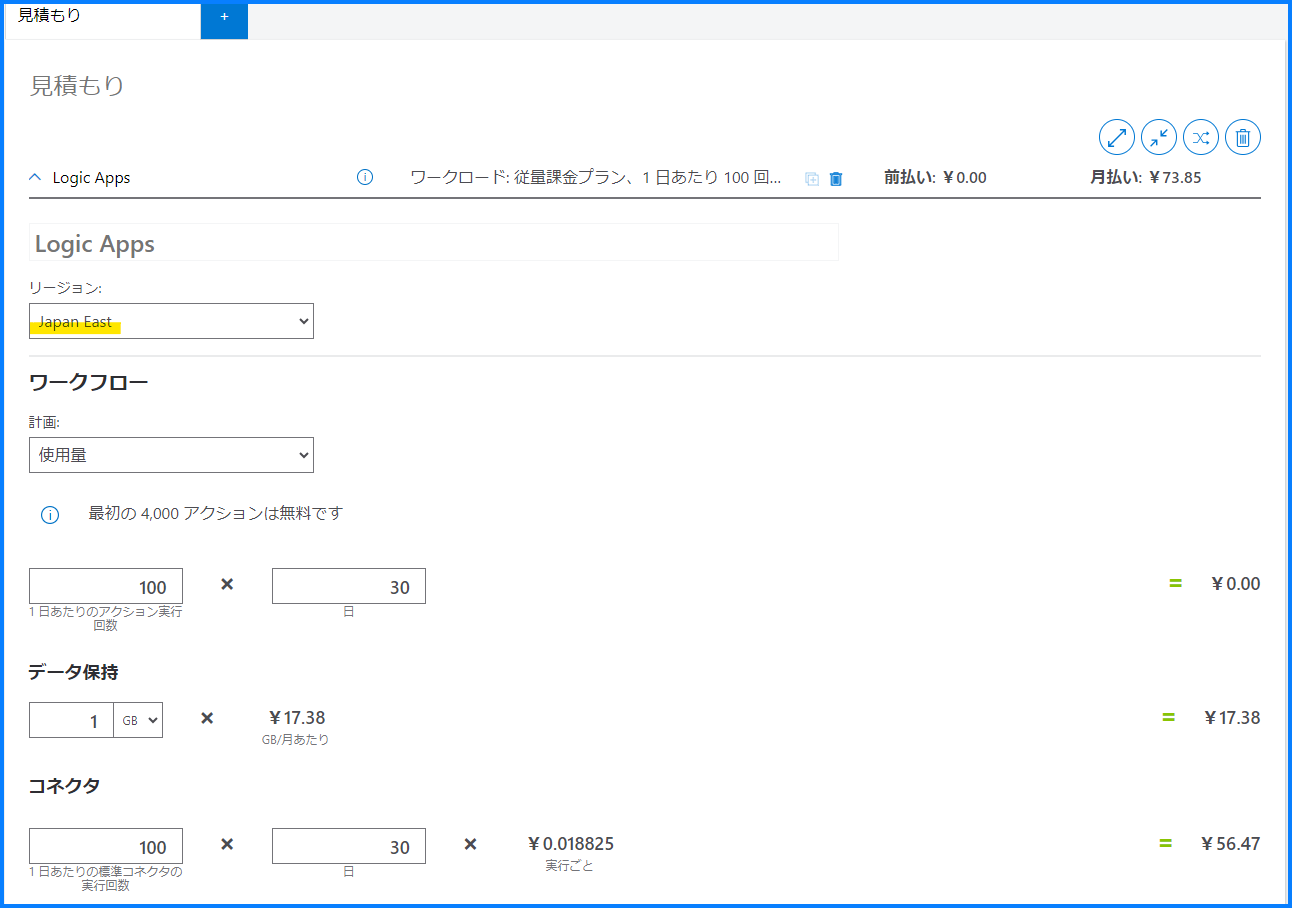 見積もり
+
見積もり
Logic Apps ワークロード: 従量課金プラン、1 日あたり 100 回... 前払い: ￥0.00 月払い: ￥73.85
Logic Apps
リージョン:
Japan East
ワークフロー
計画:
使用量
最初の 4,000 アクションは無料です
100 × 30 = ￥0.00
1 日あたりのアクション実行 日
回数
データ保持
1 GB × ￥17.38 = ￥17.38
GB/月あたり
コネクタ
100 × 30 × ￥0.018825 = ￥56.47
1 日あたりの標準コネクタの 日 実行ごと
実行回数